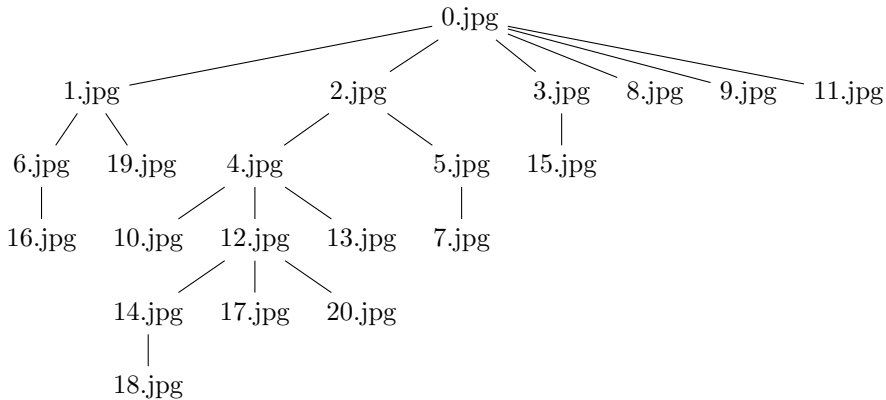 0.jpg
1.jpg 2.jpg 3.jpg 8.jpg 9.jpg 11.jpg
6.jpg 19.jpg 4.jpg 5.jpg 15.jpg
16.jpg 10.jpg 12.jpg 13.jpg 7.jpg
14.jpg 17.jpg 20.jpg
18.jpg